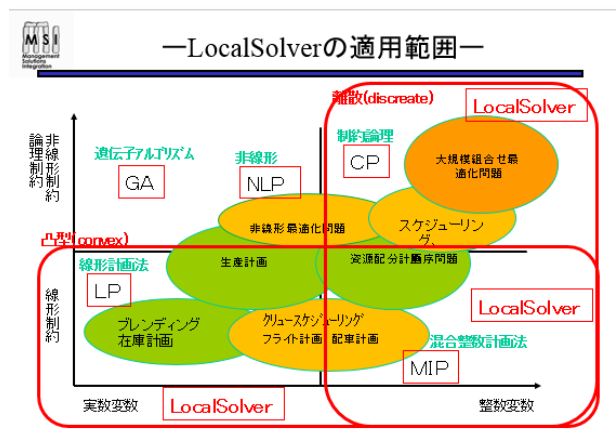 MSI
Management
Solutions
Integration
―LocalSolverの適用範囲―
離散(discreate)
LocalSolver
非線形制約
論理制約
遺伝子アルゴリズム
GA
非線形
NLP
制約論理
CP
大規模組合せ最
適化問題
非線形最適化問題
スケジューリン
グ、
凸型(convex)
線形計画法
LP
生産計画
資源配分計画
順序問題
線形制約
ブレンディング
在庫計画
クリュースケジューリング
フライト計画 配車計画
LocalSolver
混合整数計画法
MIP
実数変数
LocalSolver
整数変数